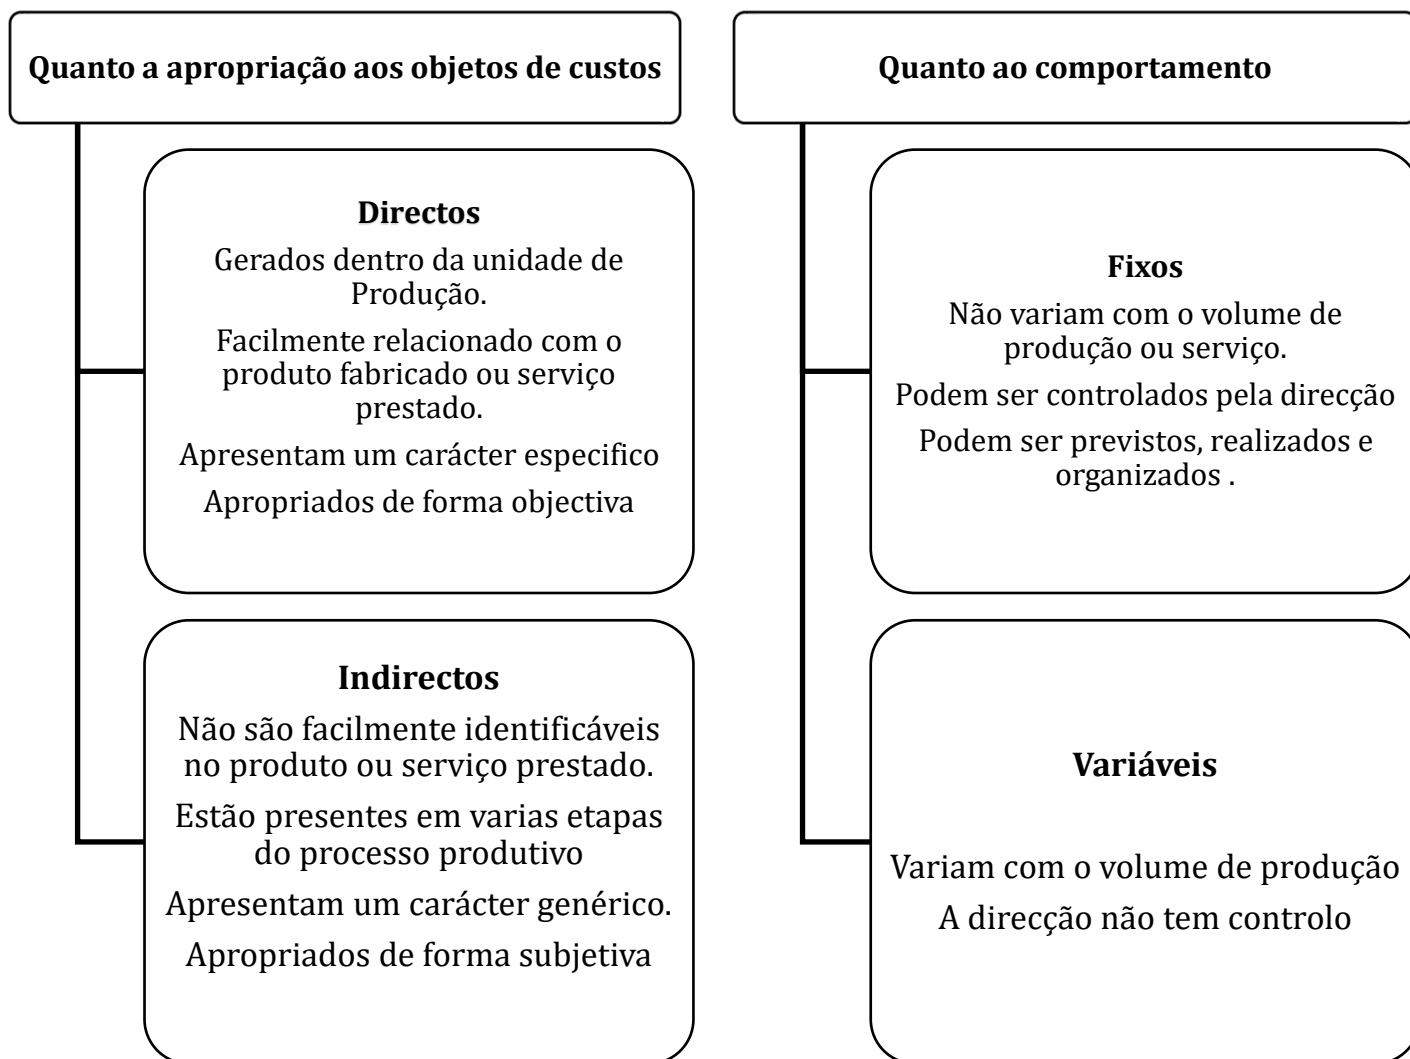 Quanto a apropriação aos objetos de custos
Directos
Gerados dentro da unidade de
Produção.
Facilmente relacionado com o
produto fabricado ou serviço
prestado.
Apresentam um carácter especifico
Apropriados de forma objectiva
Indirectos
Não são facilmente identificáveis
no produto ou serviço prestado.
Estão presentes em varias etapas
do processo produtivo
Apresentam um carácter genérico.
Apropriados de forma subjetiva
Quanto ao comportamento
Fixos
Não variam com o volume de
produção ou serviço.
Podem ser controlados pela direcção
Podem ser previstos, realizados e
organizados .
Variáveis
Variam com o volume de produção
A direcção não tem controlo